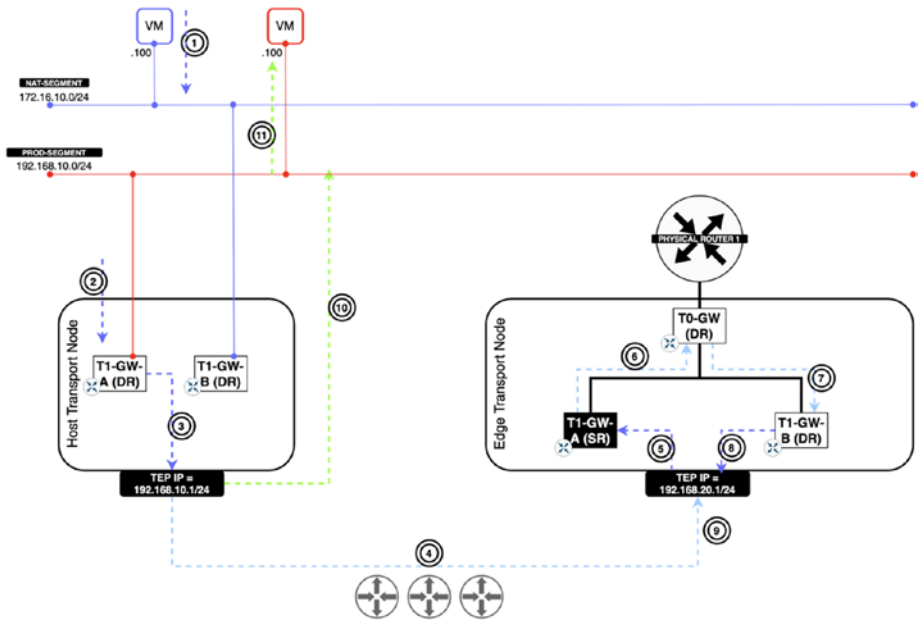 VM
1
VM
.100
.100
NAT-SEGMENT
172.16.10.0/24
11
PROD-SEGMENT
192.168.10.0/24
PHYSICAL ROUTER 1
2
10
Host Transport Node
T1-GW-
A (DR)
T1-GW-
B (DR)
3
TEP IP =
192.168.10.1/24
Edge Transport Node
T0-GW
(DR)
6
7
T1-GW-
A (SR)
T1-GW-
B (DR)
5
8
TEP IP =
192.168.20.1/24
9
4